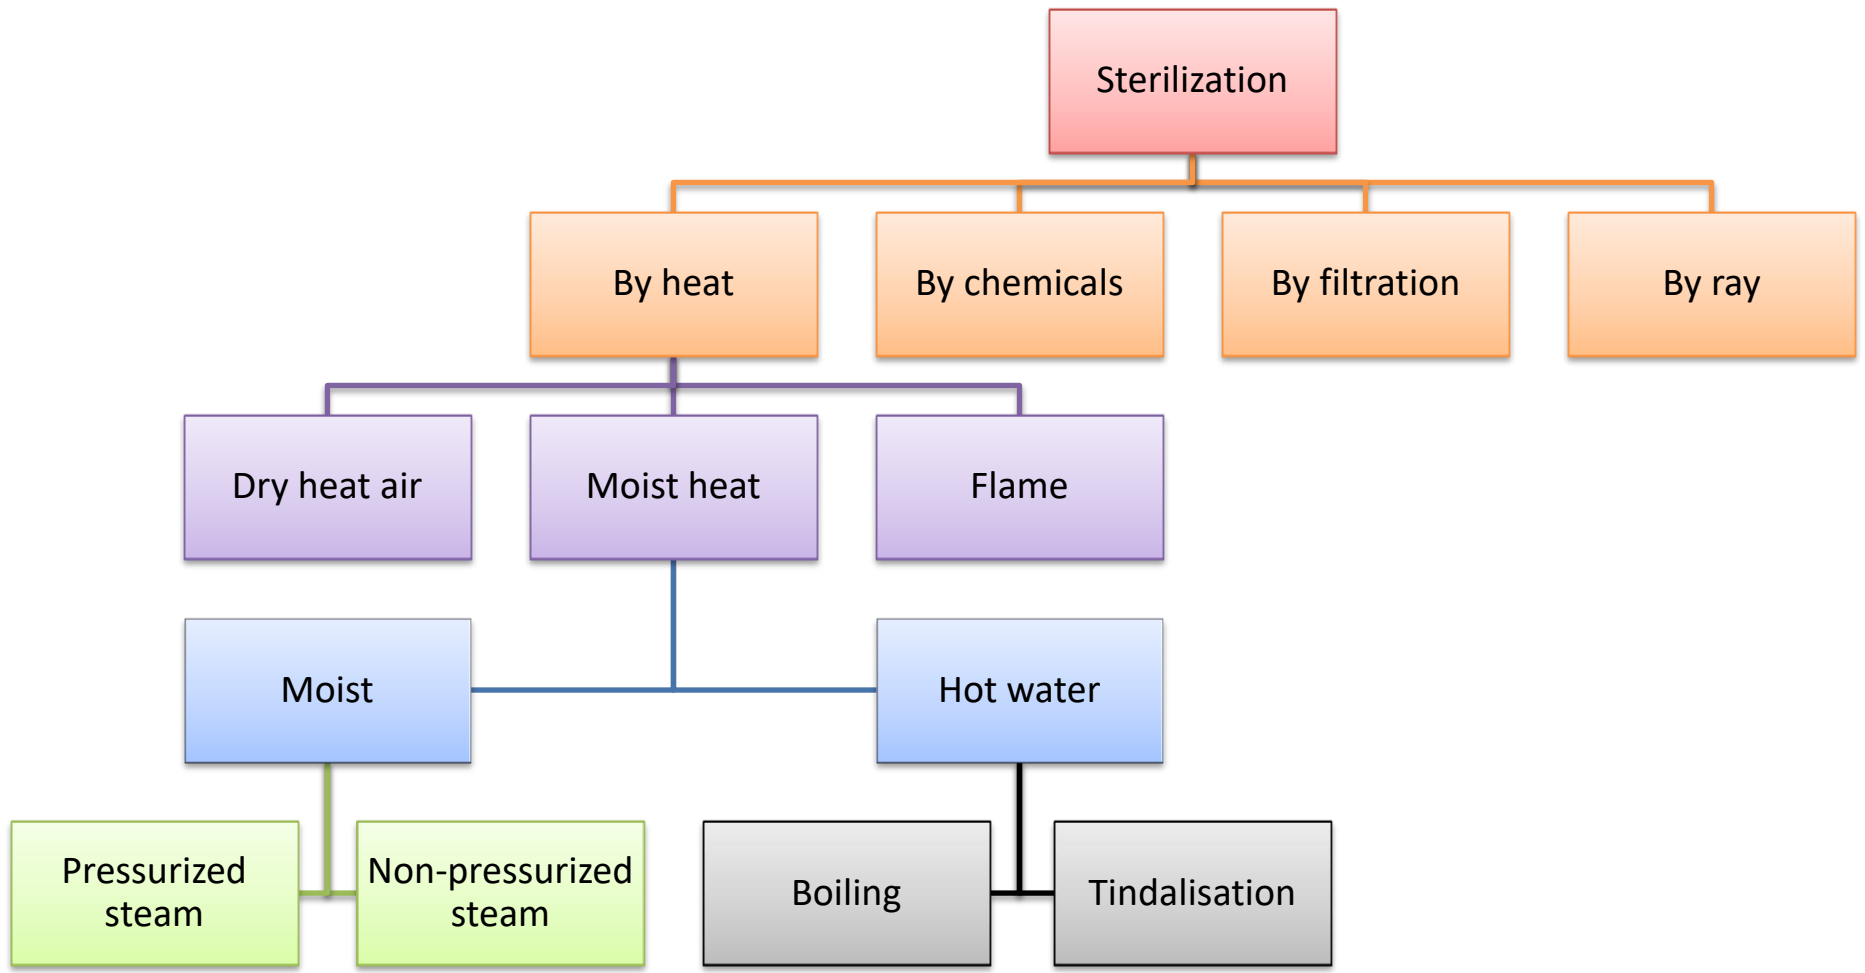 Sterilization
By heat
By chemicals
By filtration
By ray
Dry heat air
Moist heat
Flame
Moist
Hot water
Pressurized
steam
Non-pressurized
steam
Boiling
Tindalisation